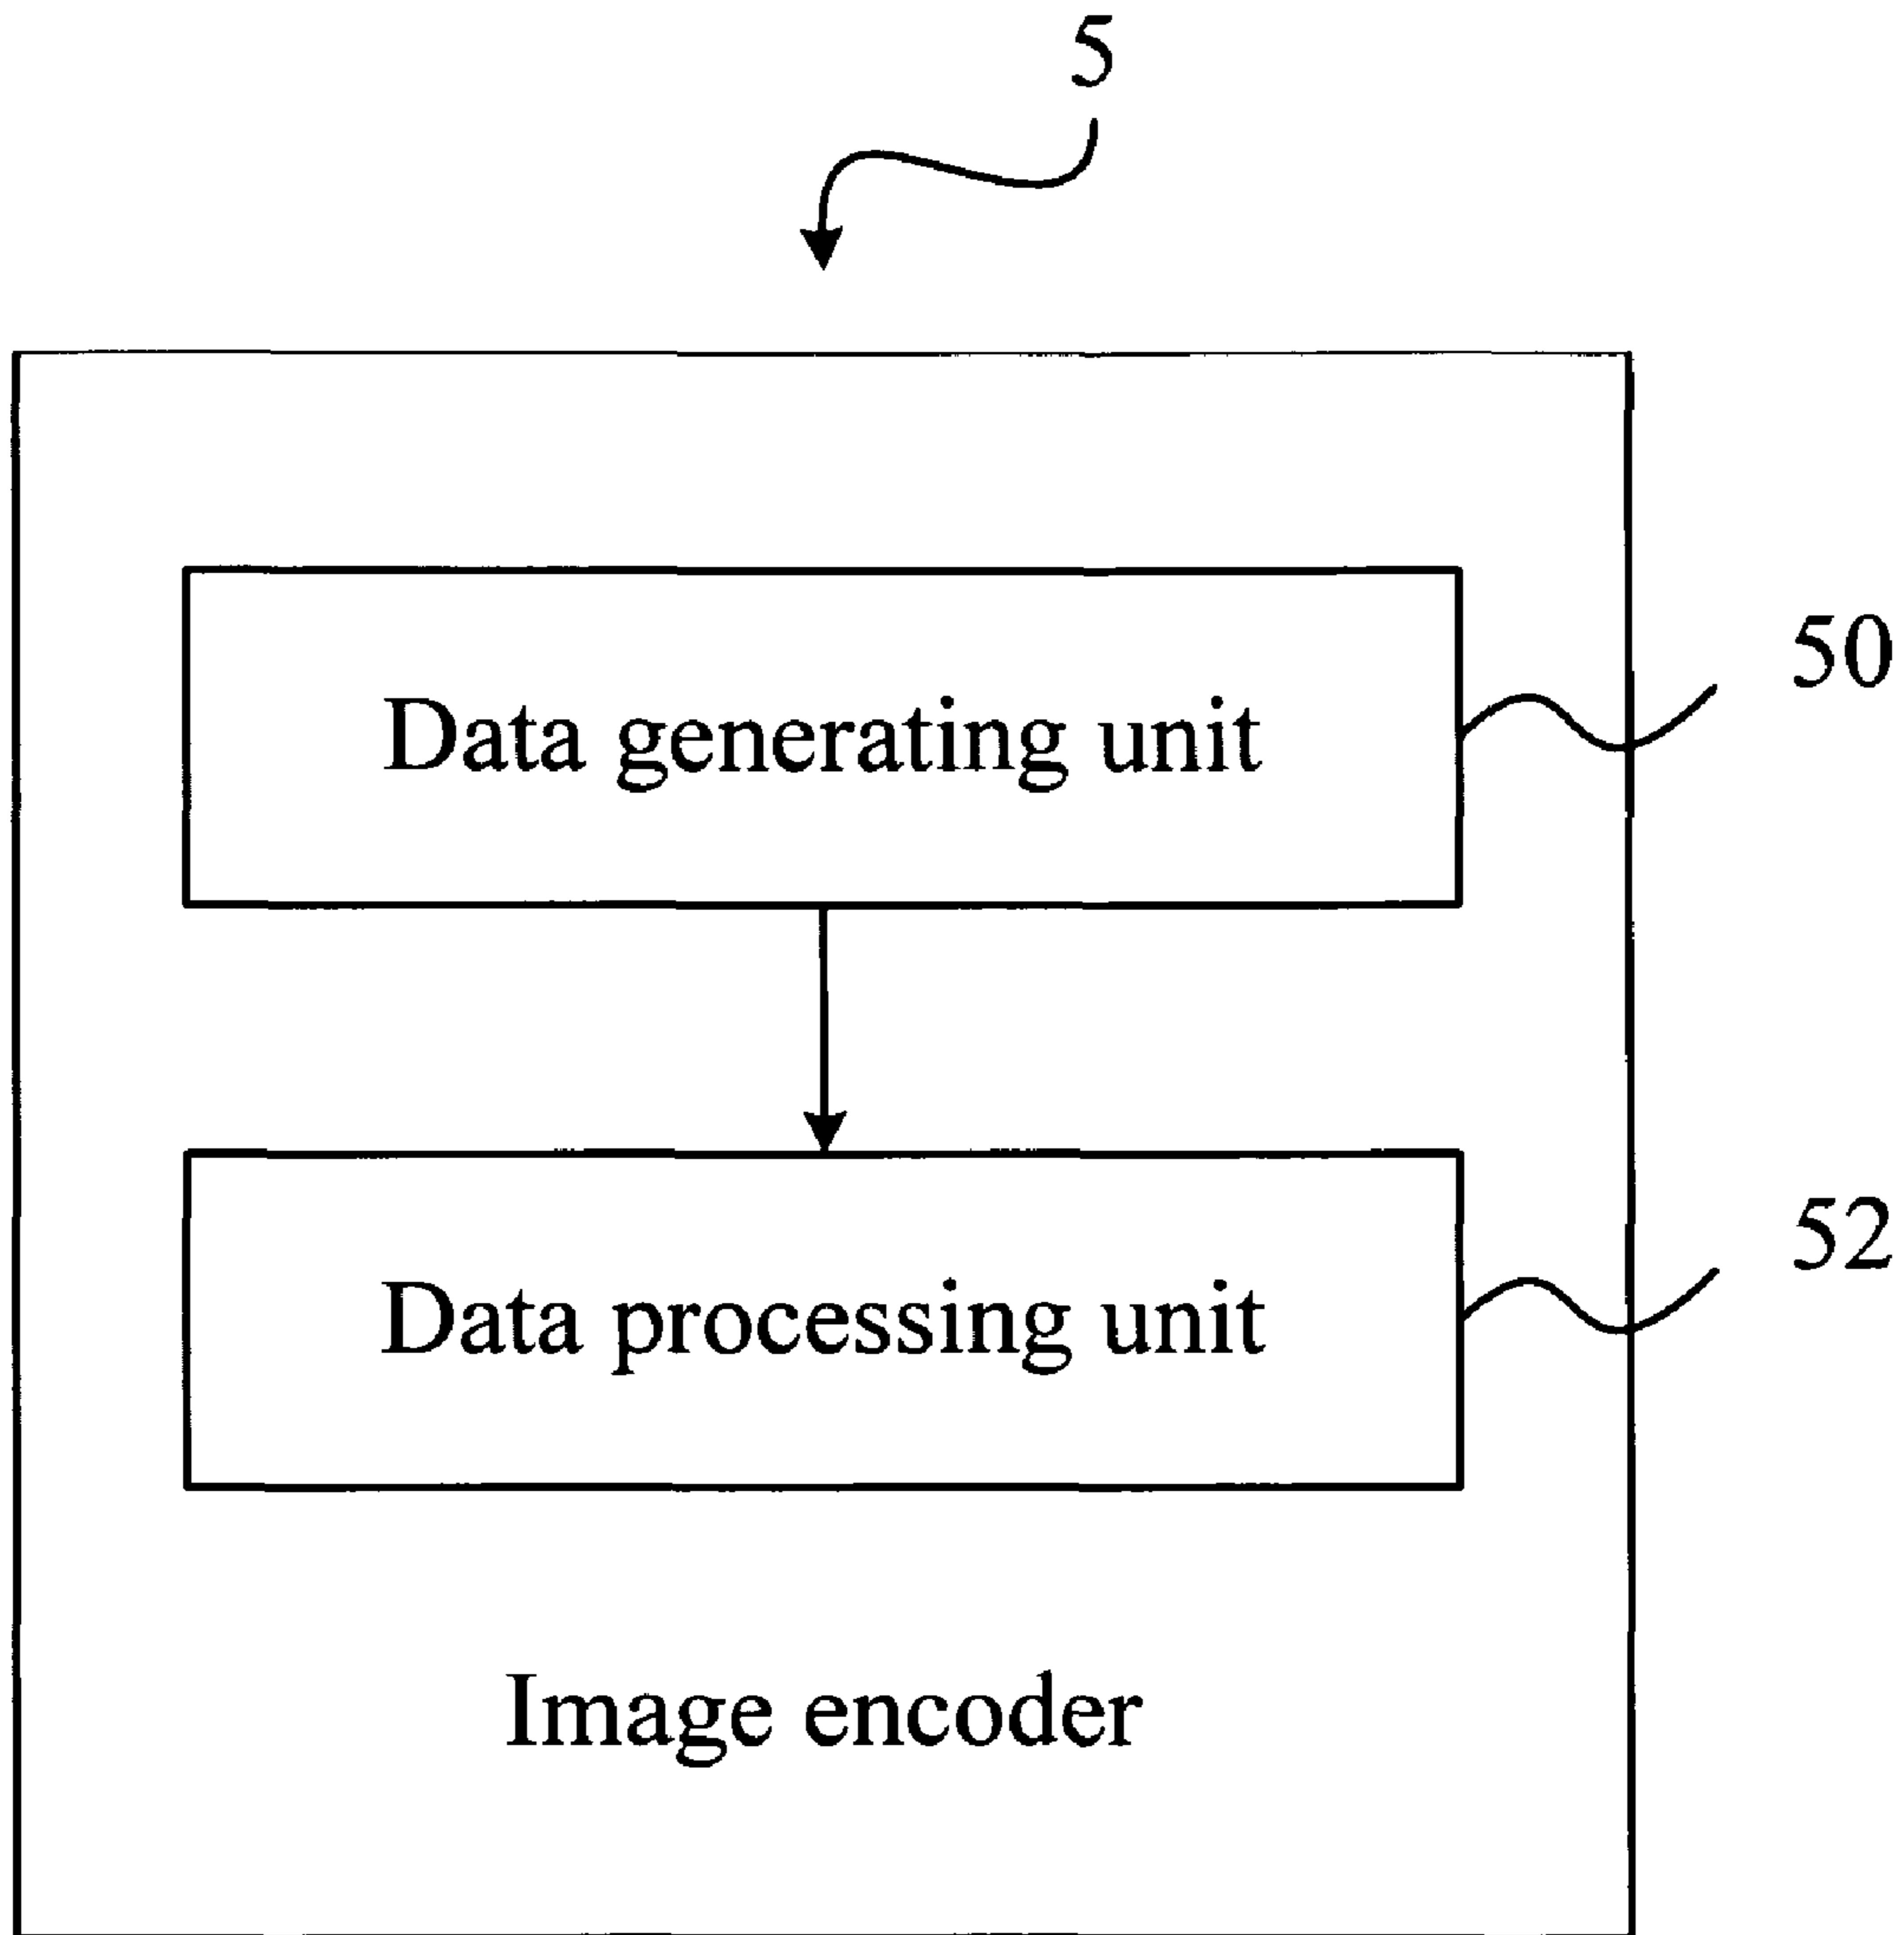 5
50
Data generating unit
52
Data processing unit
Image encoder